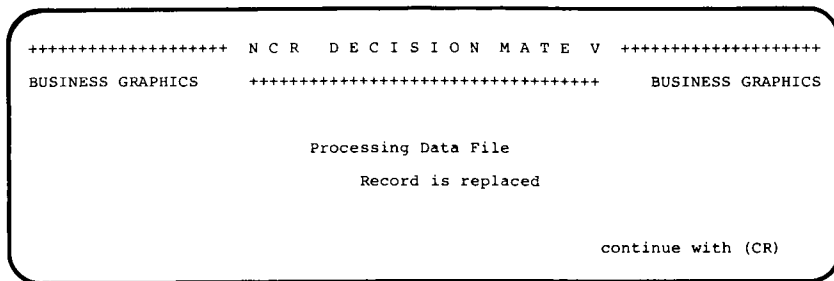 ++++++++++++++++++++ N C R   D E C I S I O N   M A T E   V ++++++++++++++++++++
BUSINESS GRAPHICS +++++++++++++++++++++++++++++++++++ BUSINESS GRAPHICS
Processing Data File
Record is replaced
continue with (CR)